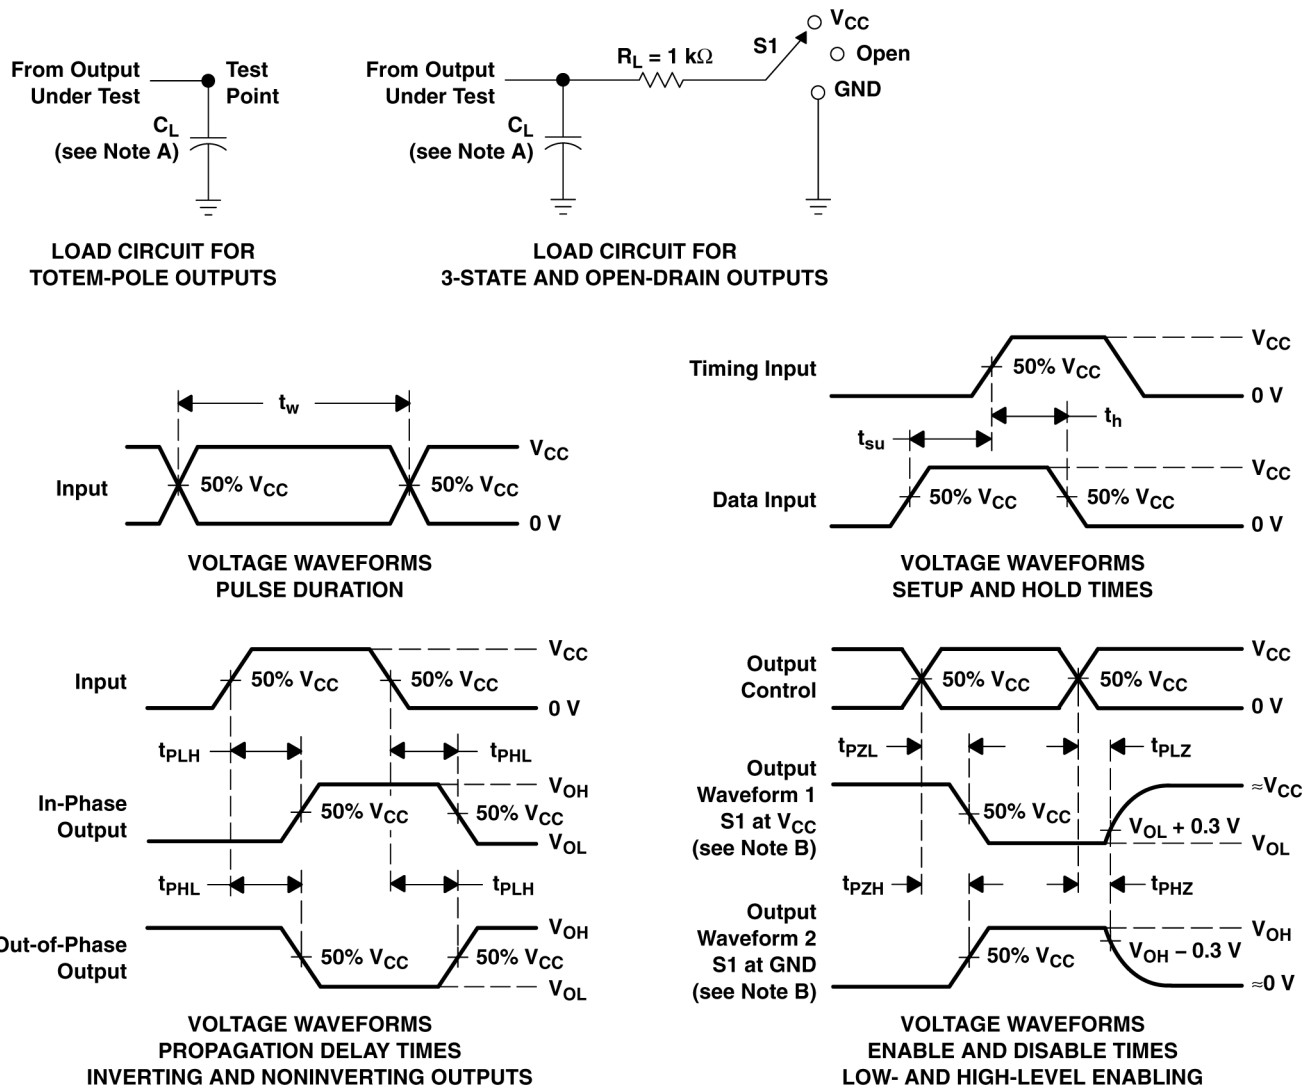 From Output
Under Test
Test
Point
CL
(see Note A)
LOAD CIRCUIT FOR
TOTEM-POLE OUTPUTS
From Output
Under Test
RL = 1 kΩ
S1
VCC
Open
GND
CL
(see Note A)
LOAD CIRCUIT FOR
3-STATE AND OPEN-DRAIN OUTPUTS
tw
Input
50% VCC
50% VCC
VCC
0 V
VOLTAGE WAVEFORMS
PULSE DURATION
Timing Input
50% VCC
VCC
0 V
th
tsu
Data Input
50% VCC
50% VCC
VCC
0 V
VOLTAGE WAVEFORMS
SETUP AND HOLD TIMES
Input
50% VCC
50% VCC
VCC
0 V
tPLH
tPHL
In-Phase
Output
50% VCC
50% VCC
VOH
VOL
tPHL
tPLH
Out-of-Phase
Output
50% VCC
50% VCC
VOH
VOL
VOLTAGE WAVEFORMS
PROPAGATION DELAY TIMES
INVERTING AND NONINVERTING OUTPUTS
Output
Control
50% VCC
50% VCC
VCC
0 V
tPZL
tPLZ
Output
Waveform 1
S1 at VCC
(see Note B)
50% VCC
VOL + 0.3 V
≈VCC
VOL
tPZH
tPHZ
Output
Waveform 2
S1 at GND
(see Note B)
50% VCC
VOH − 0.3 V
VOH
≈0 V
VOLTAGE WAVEFORMS
ENABLE AND DISABLE TIMES
LOW- AND HIGH-LEVEL ENABLING